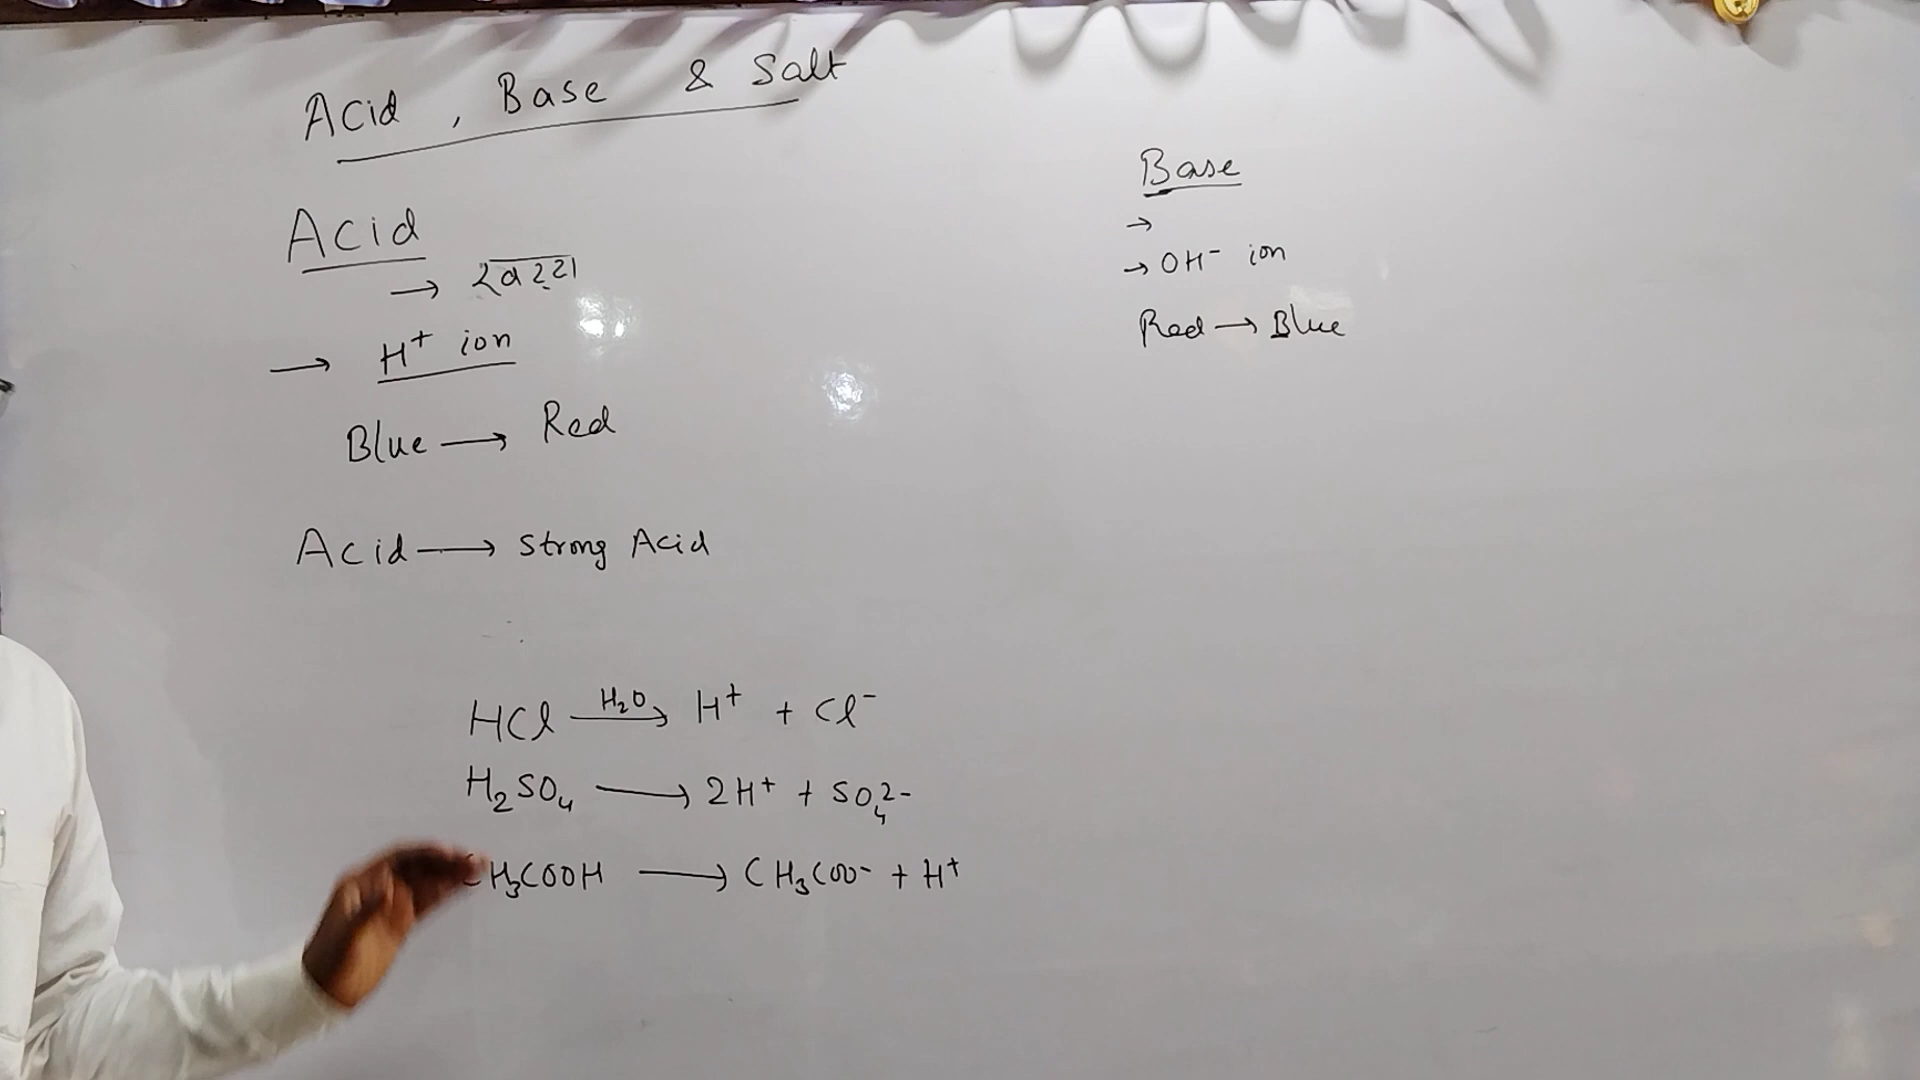 Acid, Base & Salt
Acid
→
→ H⁺ ion
Blue → Red
Acid → Strong Acid
HCl —H₂O→ H⁺ + Cl⁻
H₂SO₄ → 2H⁺ + SO₄²⁻
CH₃COOH → CH₃COO⁻ + H⁺
Base
→
→ OH⁻ ion
Red → Blue